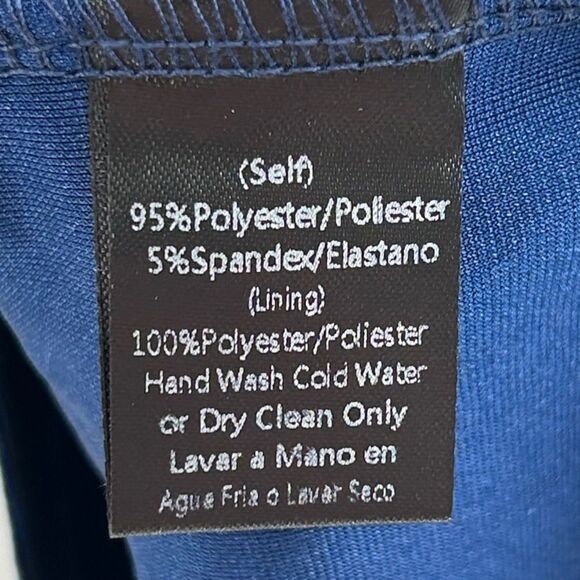 (Self)
95%Polyester/Poliester
5%Spandex/Elastano
(Lining)
100%Polyester/Poliester
Hand Wash Cold Water
or Dry Clean Only
Lavar a Mano en
Agua Fria o Lavar Seco